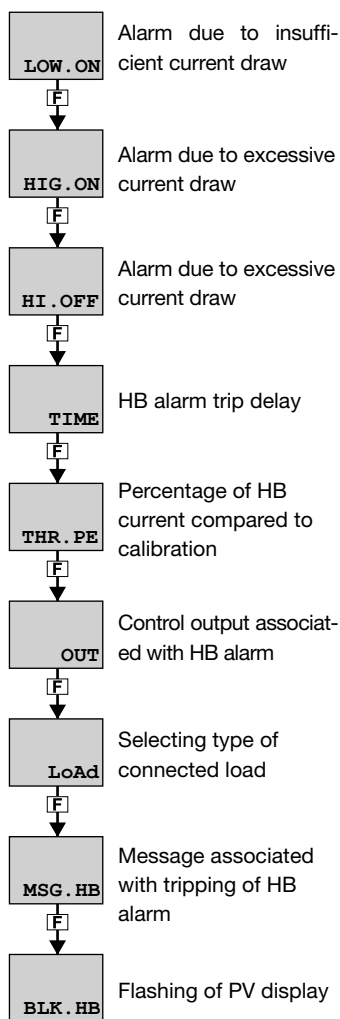 LOW.ON
Alarm due to insuffi-
cient current draw
F
HIG.ON
Alarm due to excessive
current draw
F
HI.OFF
Alarm due to excessive
current draw
F
TIME
HB alarm trip delay
F
THR.PE
Percentage of HB
current compared to
calibration
F
OUT
Control output associat-
ed with HB alarm
F
LoAd
Selecting type of
connected load
F
MSG.HB
Message associated
with tripping of HB
alarm
F
BLK.HB
Flashing of PV display